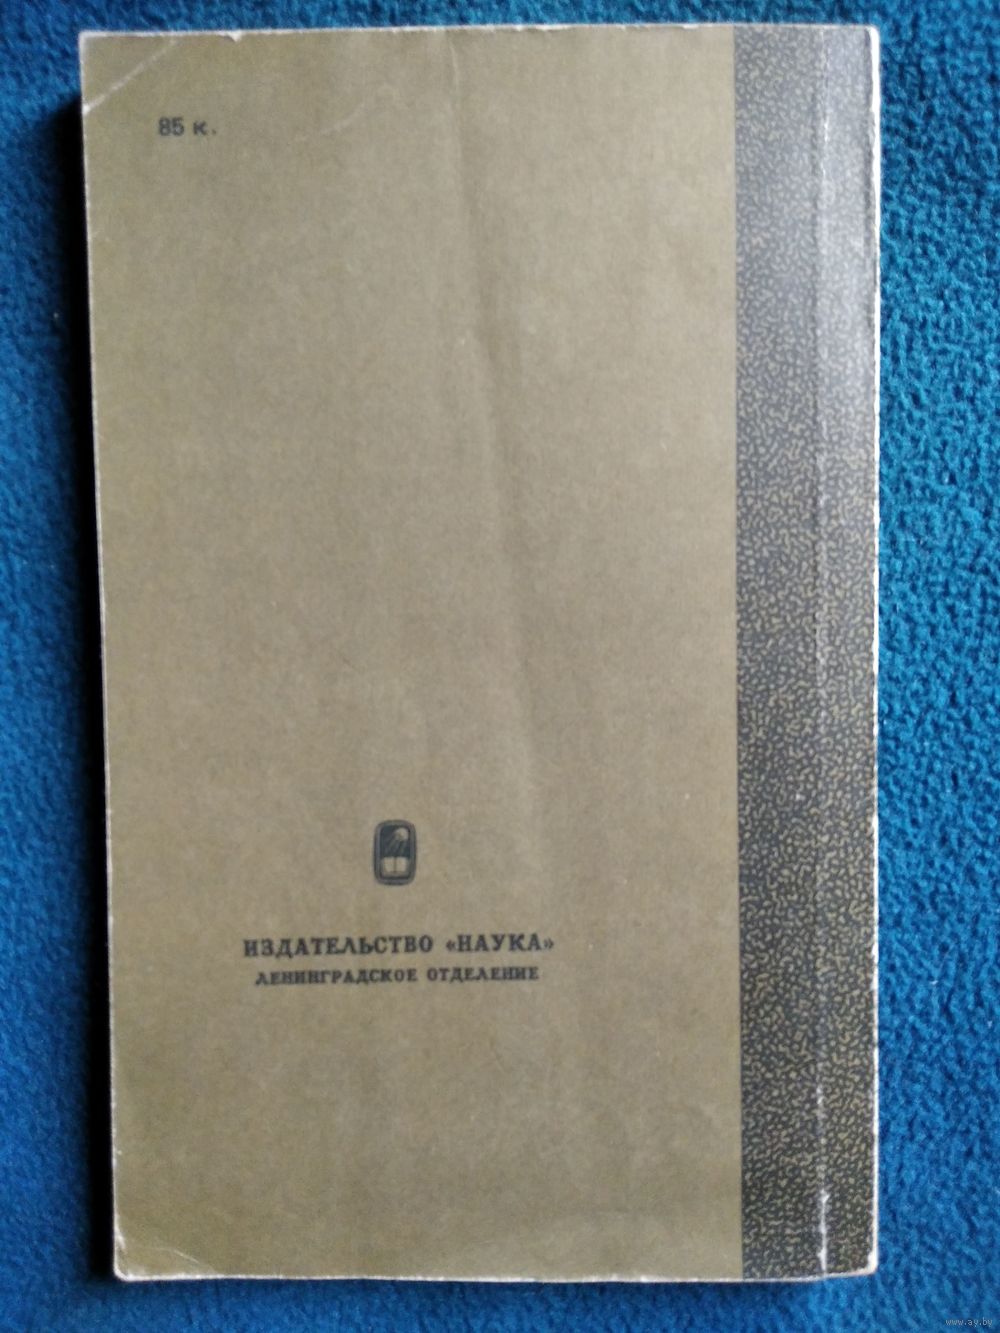 85 к.
ИЗДАТЕЛЬСТВО «НАУКА»
ЛЕНИНГРАДСКОЕ ОТДЕЛЕНИЕ
www.ay.by